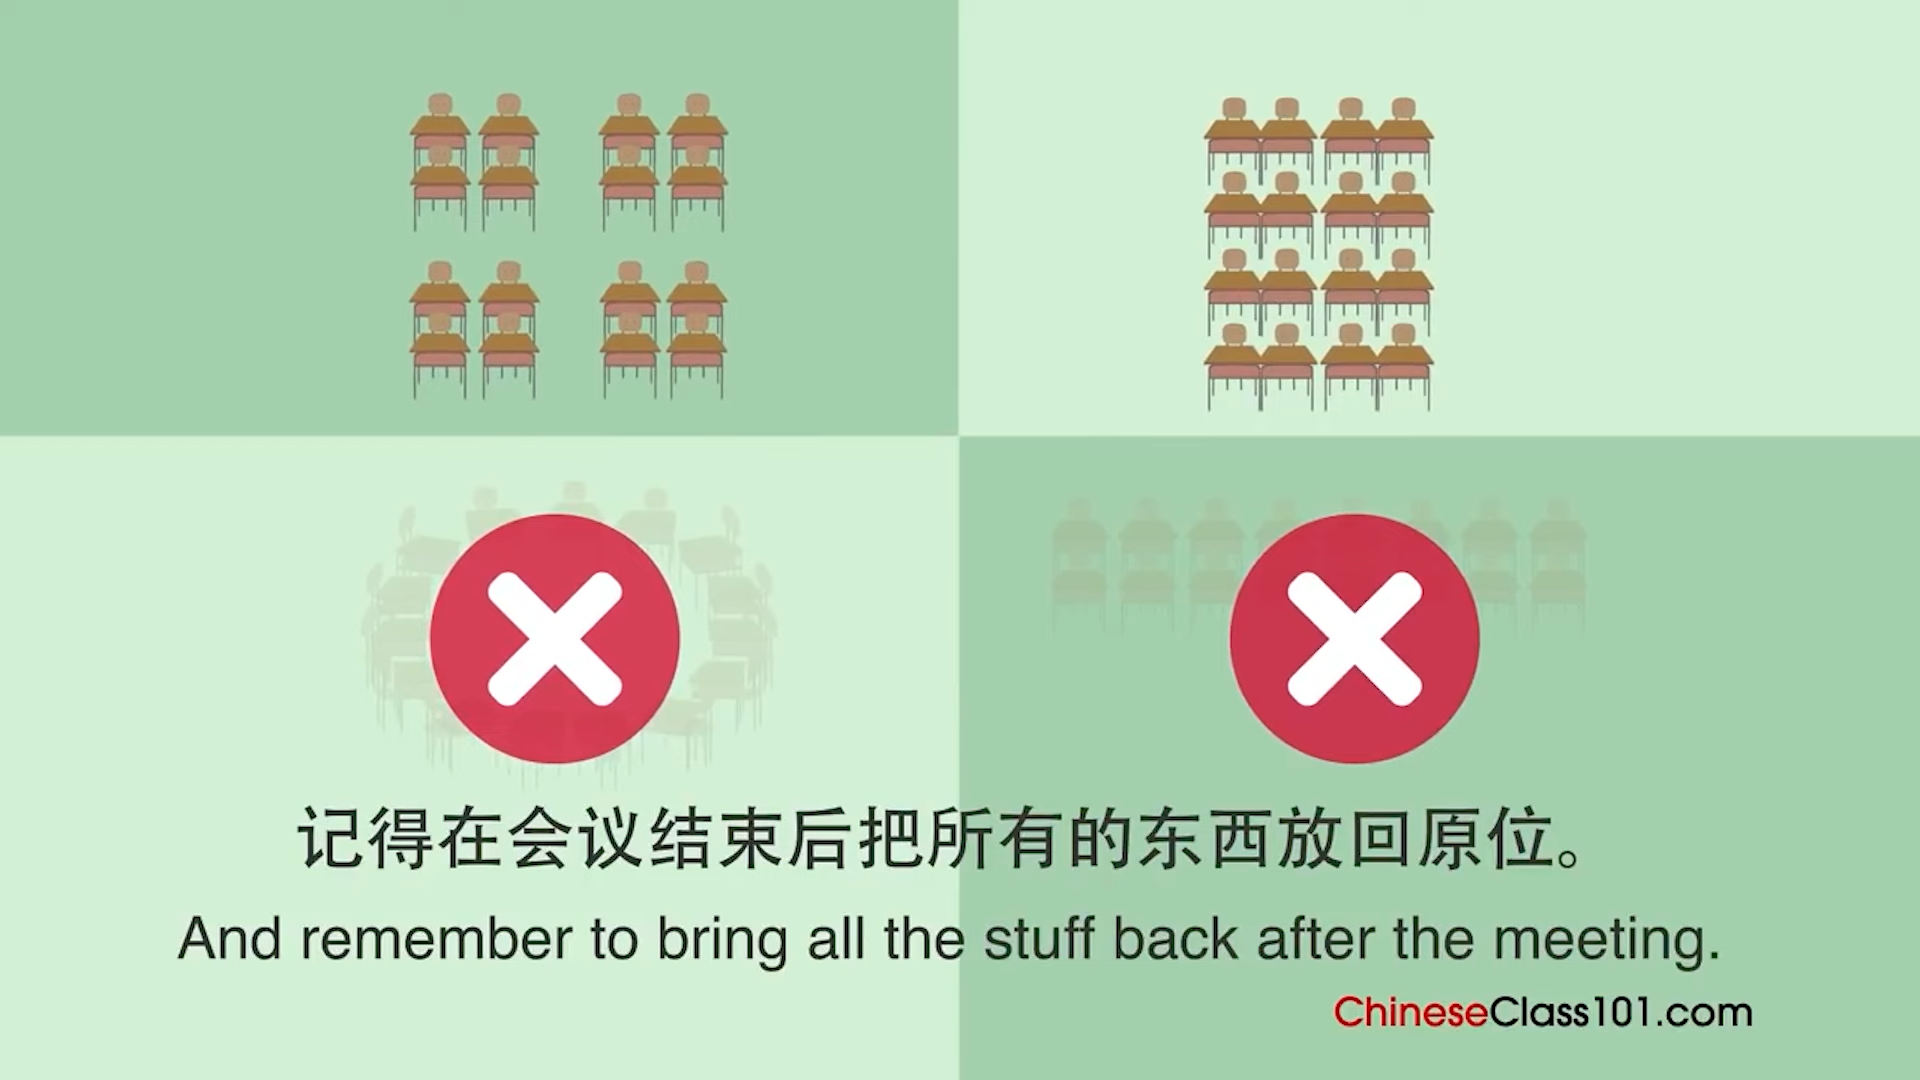 记得在会议结束后把所有的东西放回原位。
And remember to bring all the stuff back after the meeting.
ChineseClass101.com